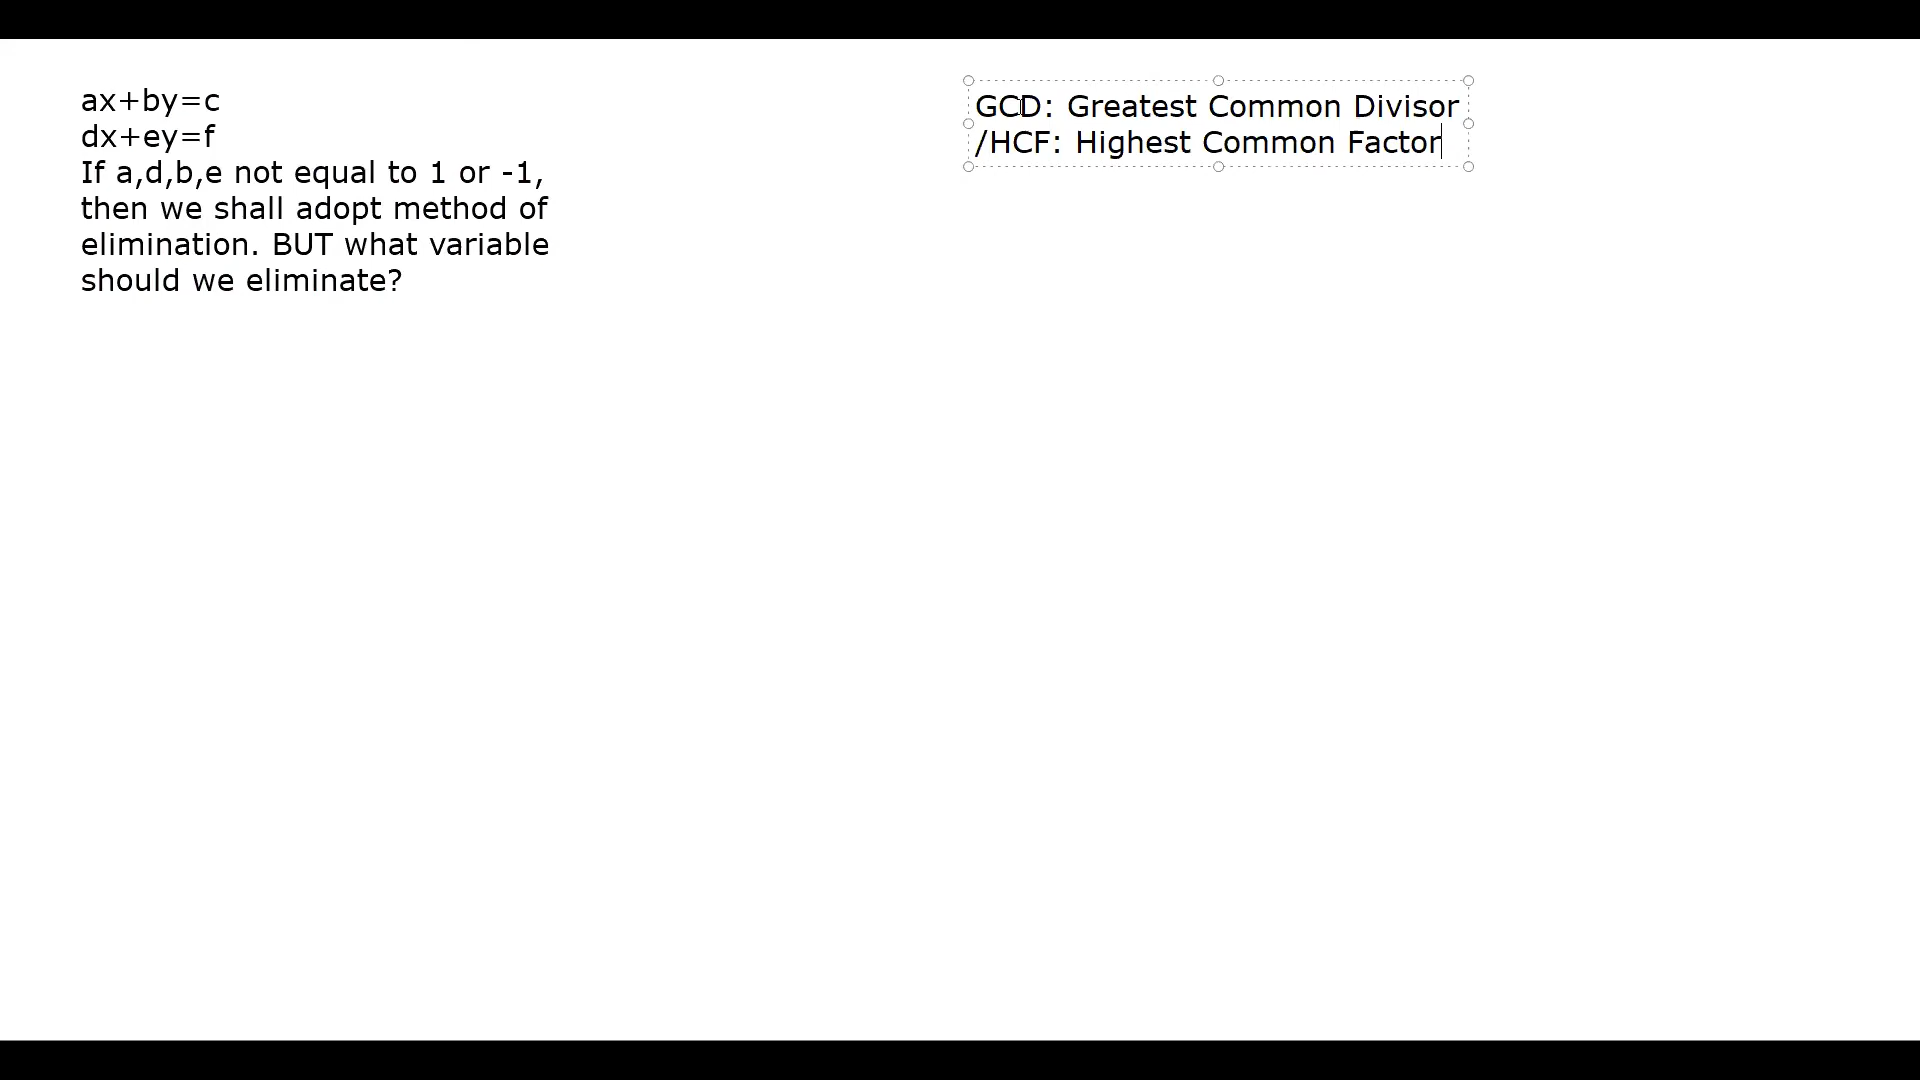 ax+by=c
dx+ey=f
If a,d,b,e not equal to 1 or -1,
then we shall adopt method of
elimination. BUT what variable
should we eliminate?
GCD: Greatest Common Divisor
/HCF: Highest Common Factor